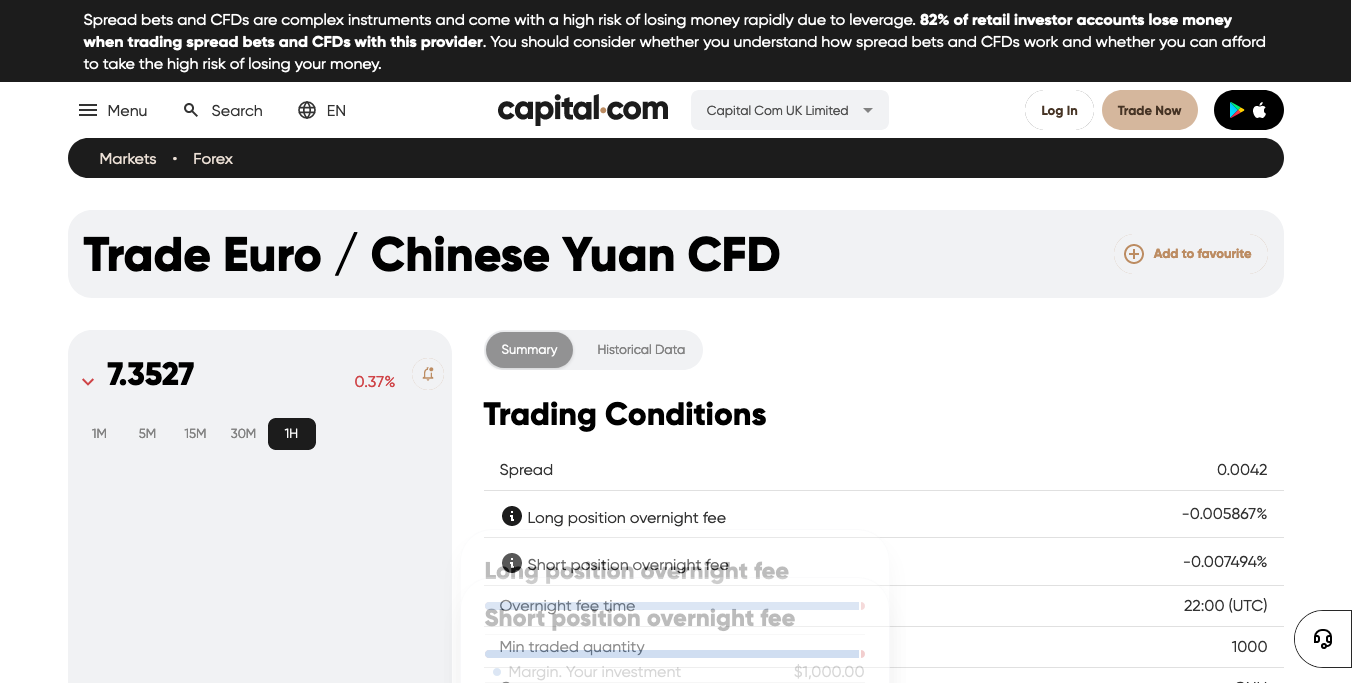 Spread bets and CFDs are complex instruments and come with a high risk of losing money rapidly due to leverage. 82% of retail investor accounts lose money
when trading spread bets and CFDs with this provider. You should consider whether you understand how spread bets and CFDs work and whether you can afford
to take the high risk of losing your money.
Menu Search EN capital.com Capital Com UK Limited Log In Trade Now
Markets • Forex
Trade Euro / Chinese Yuan CFD Add to favourite
7.3527 0.37%
1M 5M 15M 30M 1H
Summary Historical Data
Trading Conditions
Spread 0.0042
Long position overnight fee -0.005867%
Short position overnight fee -0.007494%
Long position overnight fee
Overnight fee time 22:00 (UTC)
Short position overnight fee
Min traded quantity 1000
Margin. Your investment $1,000.00